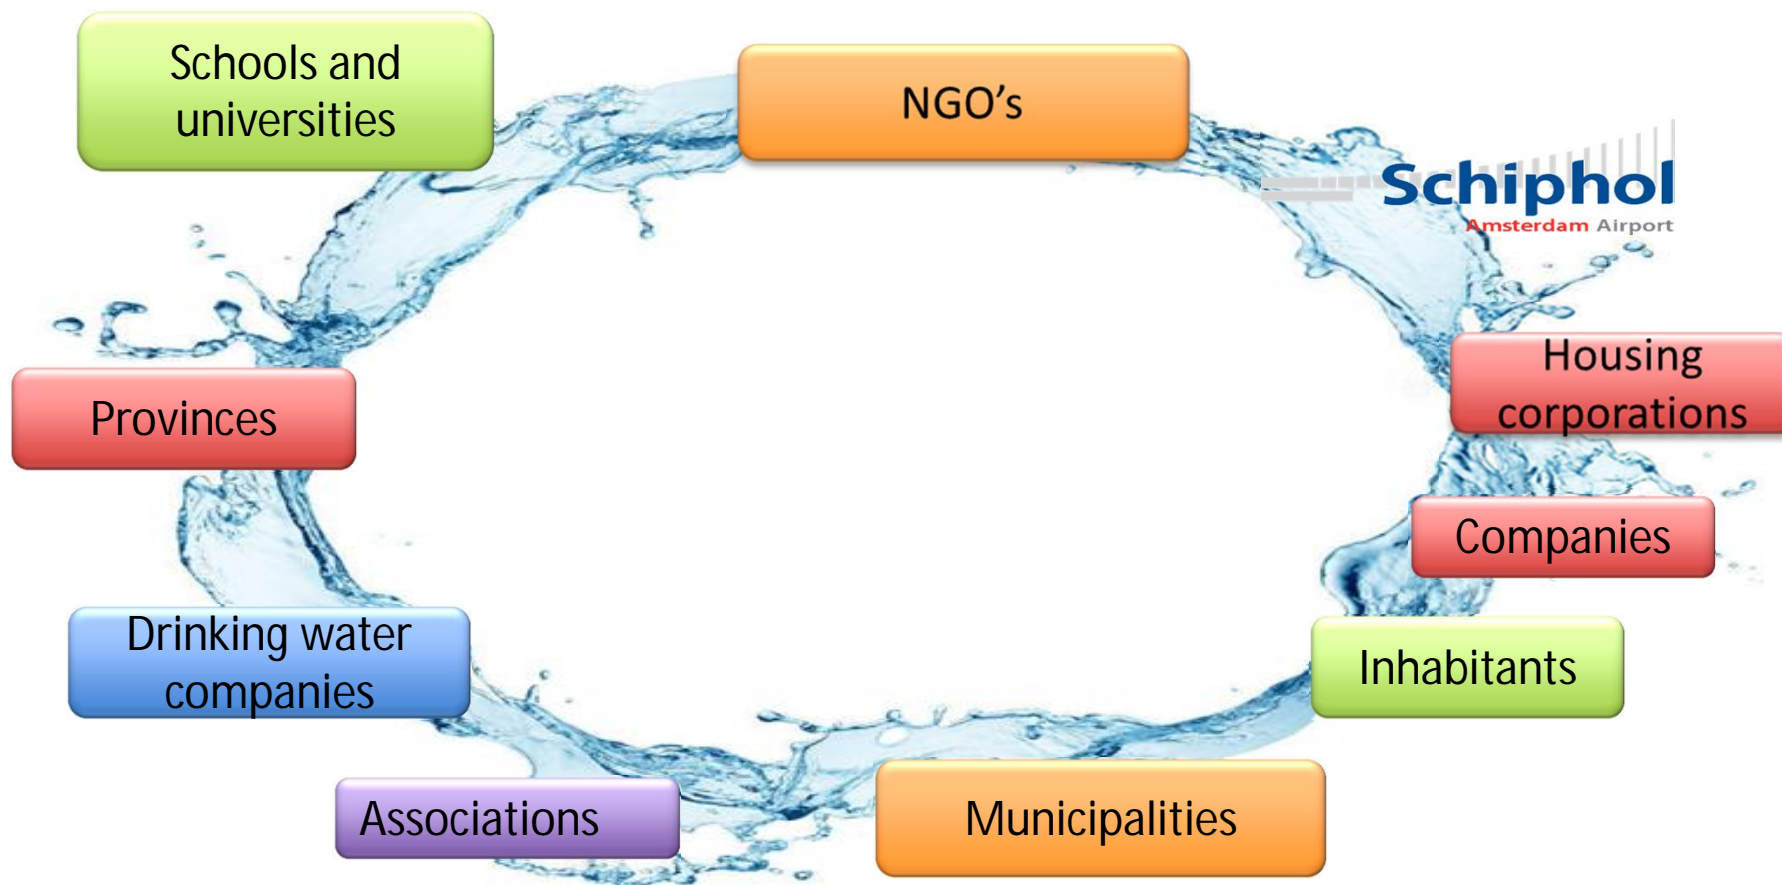 Schools and
universities
NGO's
Schiphol
Amsterdam Airport
Housing
corporations
Provinces
Companies
Drinking water
companies
Inhabitants
Associations
Municipalities